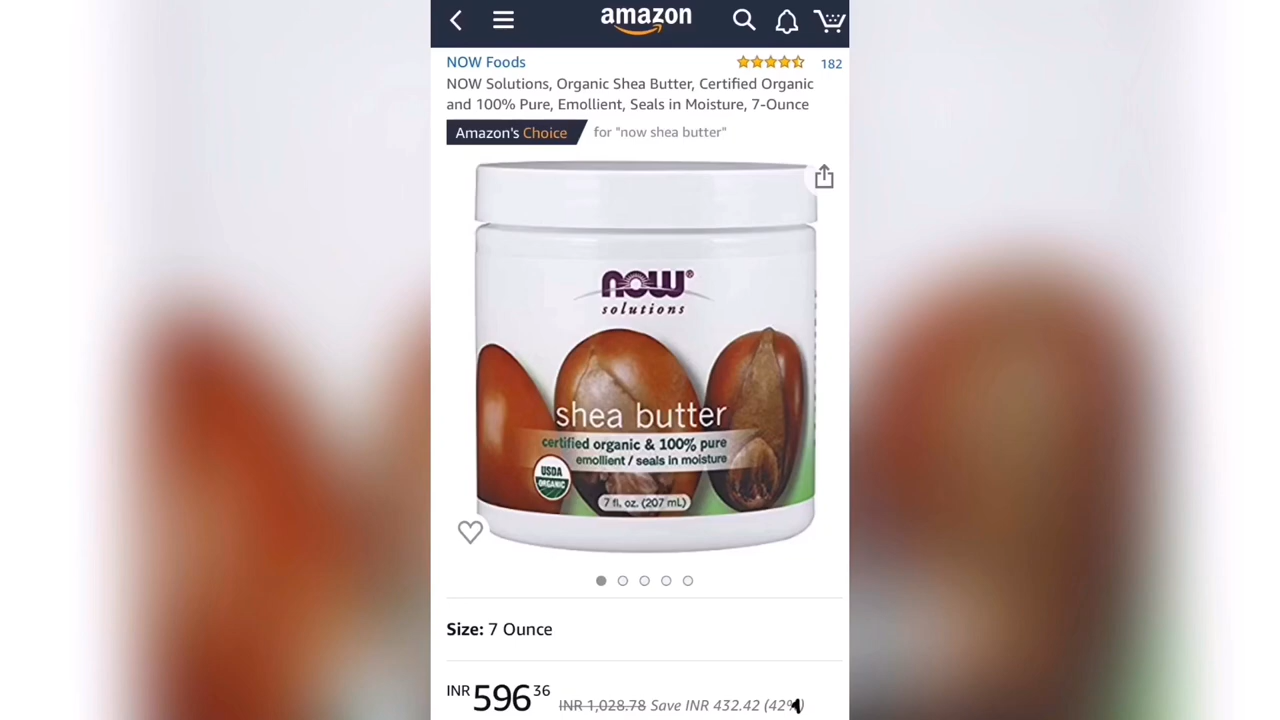 amazon
NOW Foods
182
NOW Solutions, Organic Shea Butter, Certified Organic
and 100% Pure, Emollient, Seals in Moisture, 7-Ounce
Amazon's Choice for "now shea butter"
now®
solutions
shea butter
certified organic & 100% pure
emollient / seals in moisture
USDA
ORGANIC
7 fl. oz. (207 mL)
Size: 7 Ounce
INR 596 36 INR 1,028.78 Save INR 432.42 (42%)